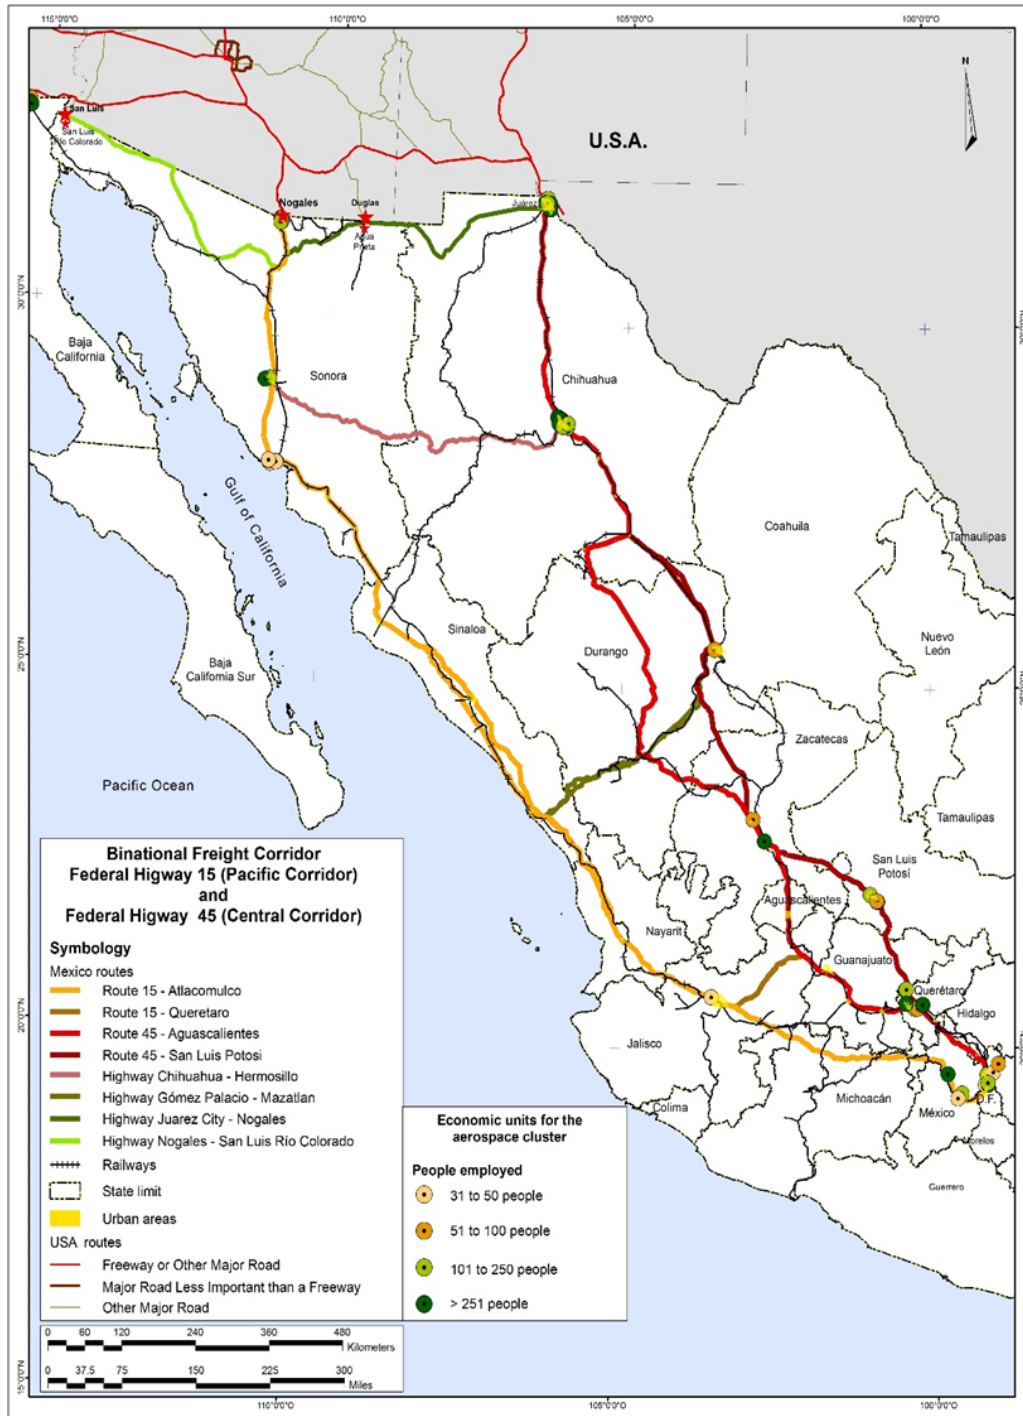 115°0'0"O
110°0'0"O
105°0'0"O
100°0'0"O
N
U.S.A.
San Luis
San Luis
Río Colorado
Nogales
Duglas
Agua
Prieta
Juárez
30°0'0"N
Baja
California
Sonora
Chihuahua
Gulf of California
Coahuila
Tamaulipas
25°0'0"N
Sinaloa
Durango
Nuevo
León
Baja
California Sur
Zacatecas
Pacific Ocean
Tamaulipas
San Luis
Potosí
Aguascalientes
Nayarit
Guanajuato
Querétaro
Hidalgo
20°0'0"N
Jalisco
Michoacán
Colima
México
D.F.
Morelos
Guerrero
Binational Freight Corridor
Federal Higway 15 (Pacific Corridor)
and
Federal Higway 45 (Central Corridor)
Symbology
Mexico routes
Route 15 - Atlacomulco
Route 15 - Queretaro
Route 45 - Aguascalientes
Route 45 - San Luis Potosi
Highway Chihuahua - Hermosillo
Highway Gómez Palacio - Mazatlan
Highway Juarez City - Nogales
Highway Nogales - San Luis Río Colorado
Railways
State limit
Urban areas
USA routes
Freeway or Other Major Road
Major Road Less Important than a Freeway
Other Major Road
Economic units for the
aerospace cluster
People employed
31 to 50 people
51 to 100 people
101 to 250 people
> 251 people
0 60 120 240 360 480
Kilometers
0 37.5 75 150 225 300
Miles
15°0'0"N
110°0'0"O
105°0'0"O
100°0'0"O